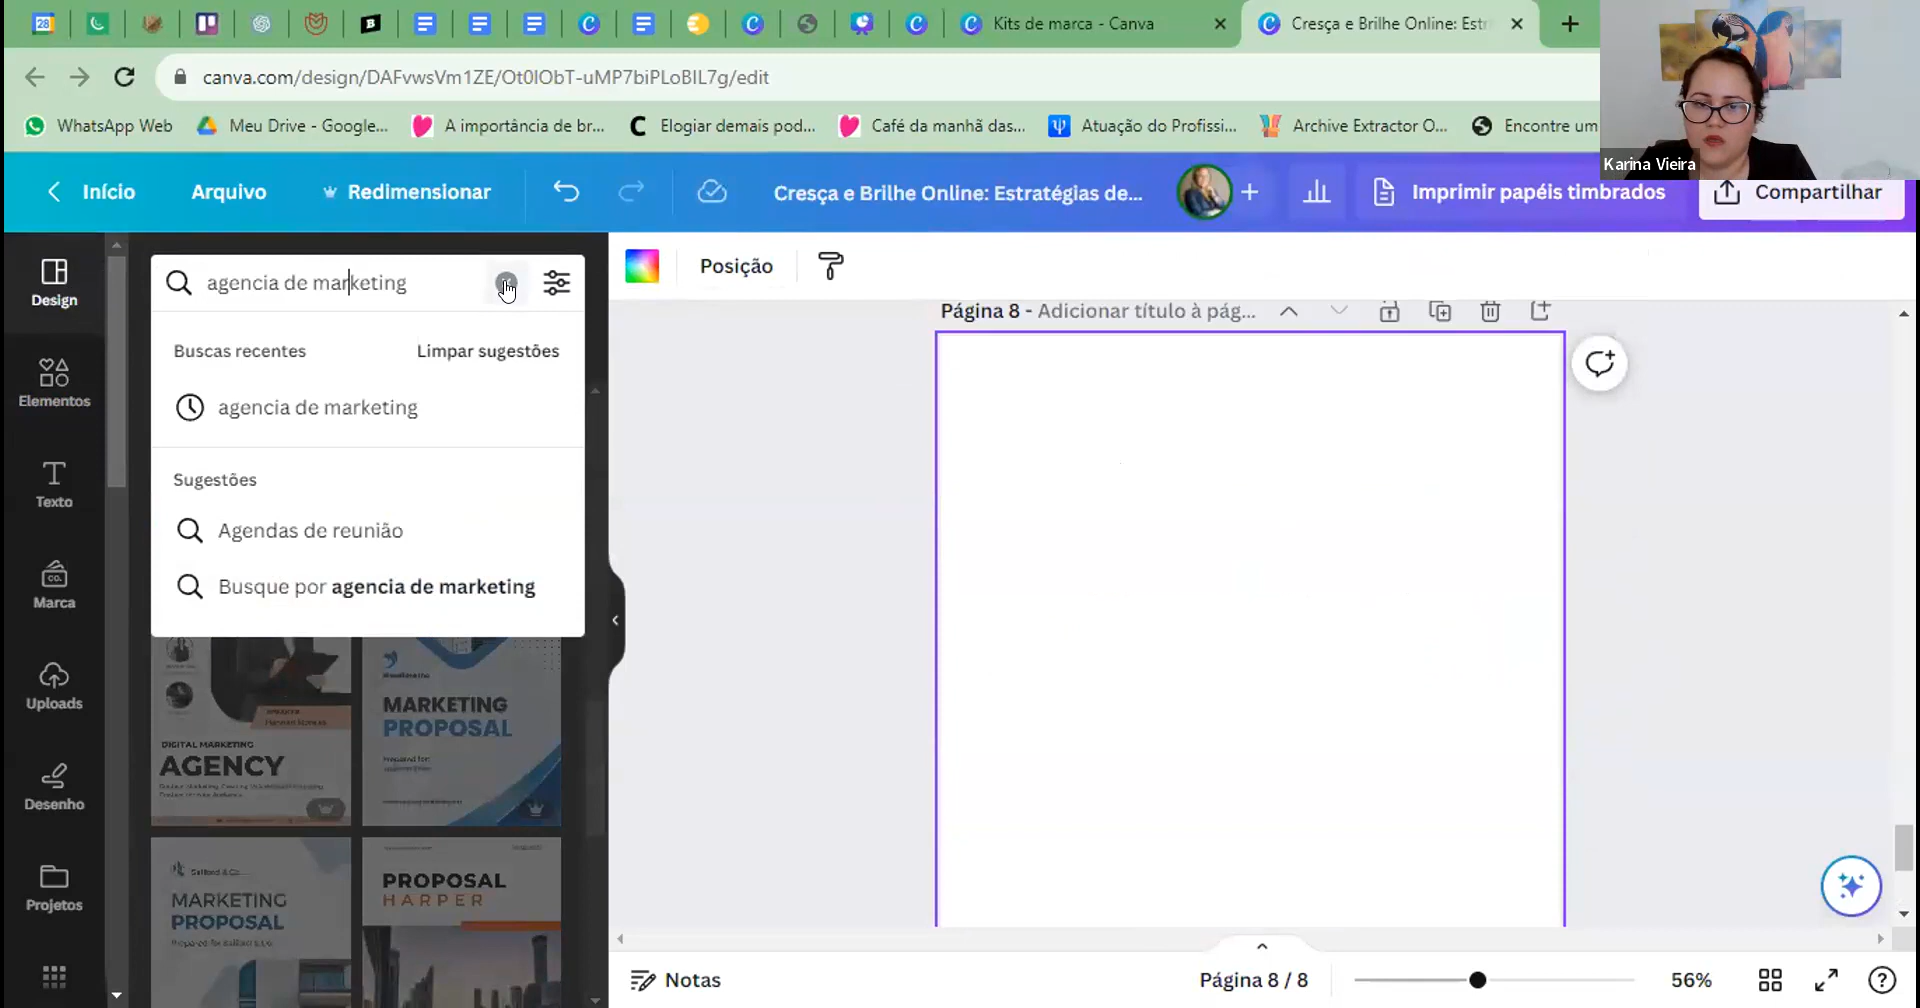 28
Kits de marca - Canva
Cresça e Brilhe Online: Estr
canva.com/design/DAFvwsVm1ZE/Ot0lObT-uMP7biPLoBIL7g/edit
WhatsApp Web
Meu Drive - Google...
A importância de br...
Elogiar demais pod...
Café da manhã das...
Atuação do Profissi...
Archive Extractor O...
Encontre um
Karina Vieira
Início
Arquivo
Redimensionar
Cresça e Brilhe Online: Estratégias de...
Imprimir papéis timbrados
Compartilhar
Design
Elementos
Texto
Marca
Uploads
Desenho
Projetos
agencia de marketing
Buscas recentes
Limpar sugestões
agencia de marketing
Sugestões
Agendas de reunião
Busque por agencia de marketing
DIGITAL MARKETING
AGENCY
MARKETING
PROPOSAL
Prepared for:
MARKETING
PROPOSAL
PROPOSAL
HARPER
Posição
Página 8 - Adicionar título à pág...
Notas
Página 8 / 8
56%